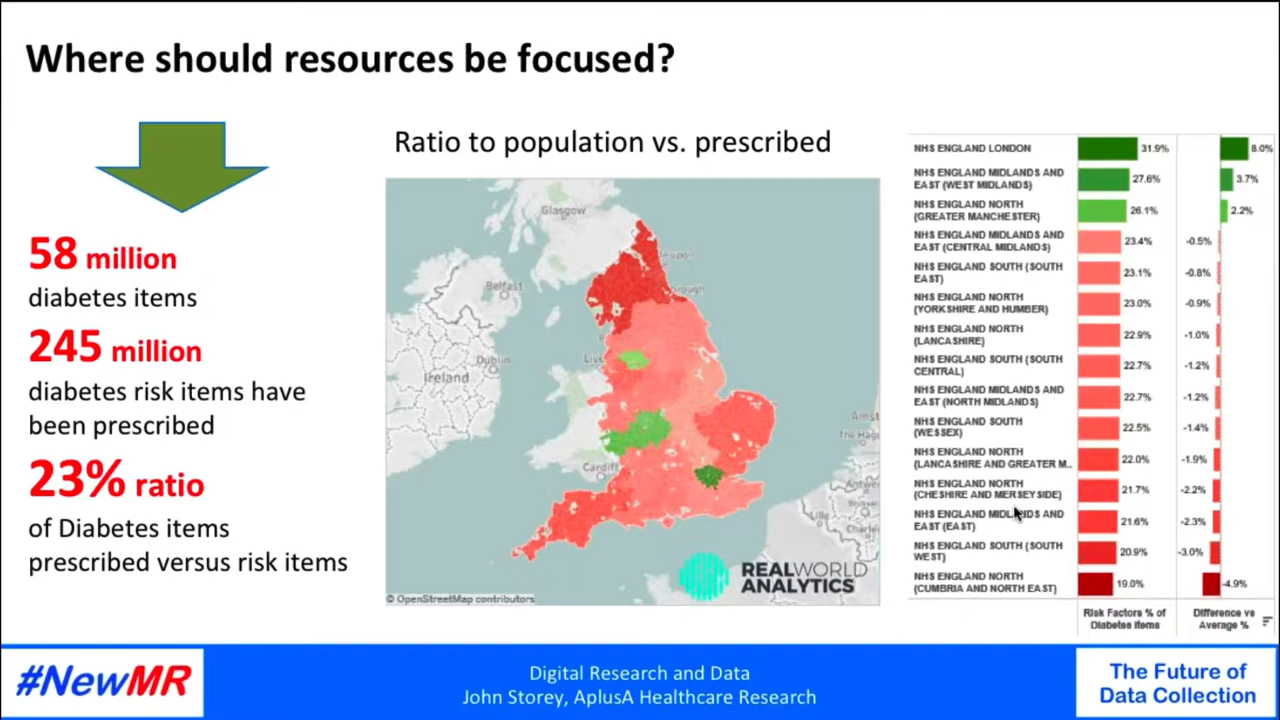 Where should resources be focused?
58 million
diabetes items
245 million
diabetes risk items have
been prescribed
23% ratio
of Diabetes items
prescribed versus risk items
Ratio to population vs. prescribed
Glasgow
Belfast
Dublin
Ireland
Cardiff
REALWORLD
ANALYTICS
© OpenStreetMap contributors
NHS ENGLAND LONDON 31.9% 8.0%
NHS ENGLAND MIDLANDS AND
EAST (WEST MIDLANDS) 27.6% 3.7%
NHS ENGLAND NORTH
(GREATER MANCHESTER) 26.1% 2.2%
NHS ENGLAND MIDLANDS AND
EAST (CENTRAL MIDLANDS) 23.4% -0.5%
NHS ENGLAND SOUTH (SOUTH
EAST) 23.1% -0.8%
NHS ENGLAND NORTH
(YORKSHIRE AND HUMBER) 23.0% -0.9%
NHS ENGLAND NORTH
(LANCASHIRE) 22.9% -1.0%
NHS ENGLAND SOUTH (SOUTH
CENTRAL) 22.7% -1.2%
NHS ENGLAND MIDLANDS AND
EAST (NORTH MIDLANDS) 22.7% -1.2%
NHS ENGLAND SOUTH
(WESSEX) 22.5% -1.4%
NHS ENGLAND NORTH
(LANCASHIRE AND GREATER M.. 22.0% -1.9%
NHS ENGLAND NORTH
(CHESHIRE AND MERSEYSIDE) 21.7% -2.2%
NHS ENGLAND MIDLANDS AND
EAST (EAST) 21.6% -2.3%
NHS ENGLAND SOUTH (SOUTH
WEST) 20.9% -3.0%
NHS ENGLAND NORTH
(CUMBRIA AND NORTH EAST) 19.0% -4.9%
Risk Factors % of
Diabetes Items
Difference vs
Average %
#NewMR
Digital Research and Data
John Storey, AplusA Healthcare Research
The Future of
Data Collection